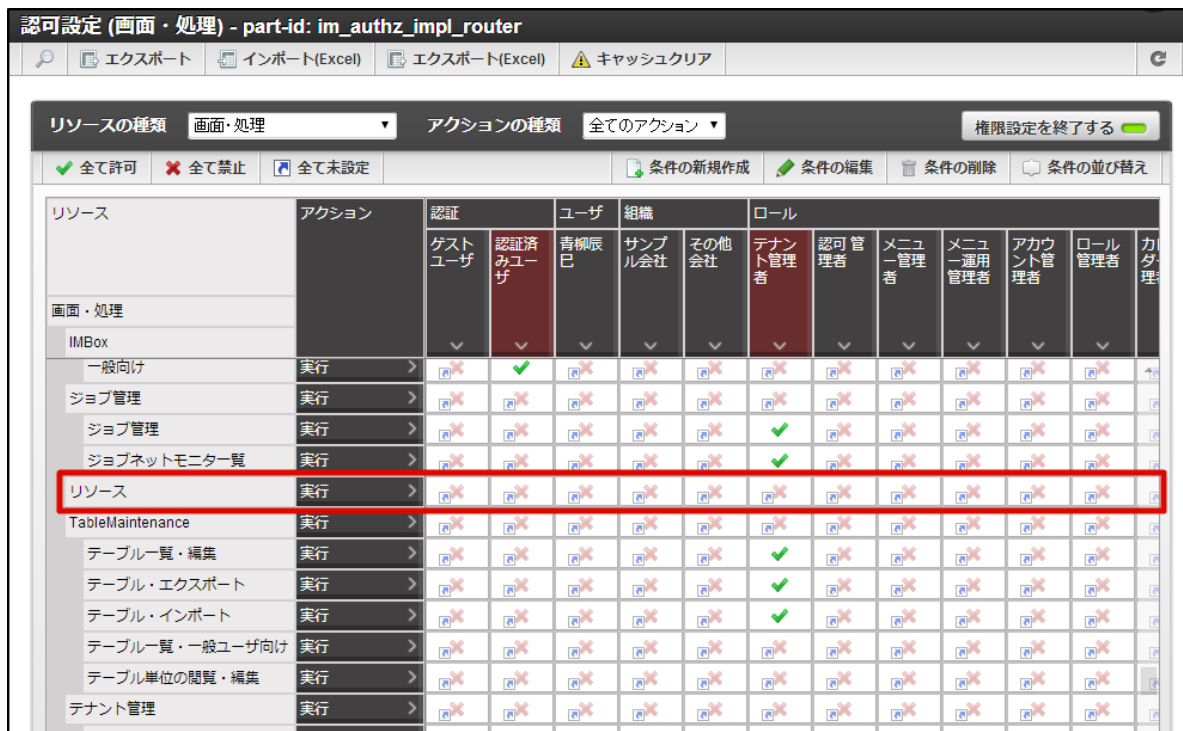 認可設定 (画面・処理) - part-id: im_authz_impl_router
エクスポート インポート(Excel) エクスポート(Excel) キャッシュクリア
リソースの種類 画面・処理 アクションの種類 全てのアクション 権限設定を終了する
全て許可 全て禁止 全て未設定 条件の新規作成 条件の編集 条件の削除 条件の並び替え
リソース アクション 認証 ユーザ 組織 ロール
ゲスト 認証済 青柳辰 サンプ その他 テナン 認可 管 メニュ メニュ アカウ ロール
ユーザ みユー 巳 ル会社 会社 ト管理 理者 ー管理 ー運用 ント管 管理者
ザ 者 者 管理者 理者
画面・処理
IMBox
一般向け 実行
ジョブ管理 実行
ジョブ管理 実行
ジョブネットモニター覧 実行
リソース 実行
TableMaintenance 実行
テーブル一覧・編集 実行
テーブル・エクスポート 実行
テーブル・インポート 実行
テーブル一覧・一般ユーザ向け 実行
テーブル単位の閲覧・編集 実行
テナント管理 実行